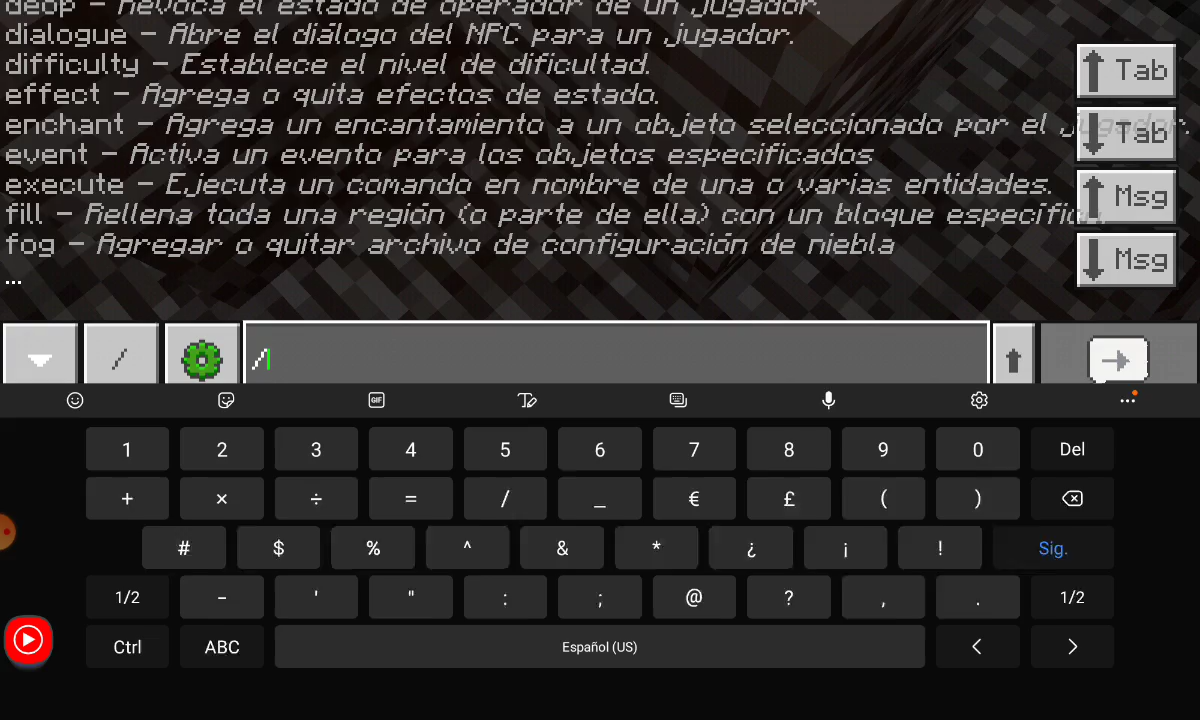 deop - Revoca el estado de operador de un jugador.
dialogue - Abre el diálogo del NPC para un jugador.
difficulty - Establece el nivel de dificultad.
effect - Agrega o quita efectos de estado.
enchant - Agrega un encantamiento a un objeto seleccionado por el jugador.
event - Activa un evento para los objetos especificados
execute - Ejecuta un comando en nombre de una o varias entidades.
fill - Rellena toda una región (o parte de ella) con un bloque específico.
fog - Agregar o quitar archivo de configuración de niebla
...
Tab
Tab
Msg
Msg
/
/
GIF
1 2 3 4 5 6 7 8 9 0 Del
+ × ÷ = / _ € £ ( )
# $ % ^ & * ¿ ¡ ! Sig.
1/2 - ' " : ; @ ? , . 1/2
Ctrl ABC Español (US) < >